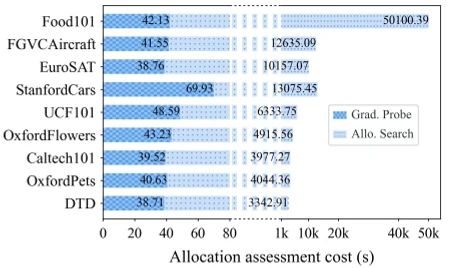 Food101 42.13 50100.39
FGVCAircraft 41.55 12635.09
EuroSAT 38.76 10157.07
StanfordCars 69.93 13075.45
UCF101 48.59 6333.75
OxfordFlowers 43.23 4915.56
Caltech101 39.52 3977.27
OxfordPets 40.63 4044.36
DTD 38.71 3342.91
Grad. Probe
Allo. Search
0 20 40 60 80 1k 10k 20k 40k 50k
Allocation assessment cost (s)